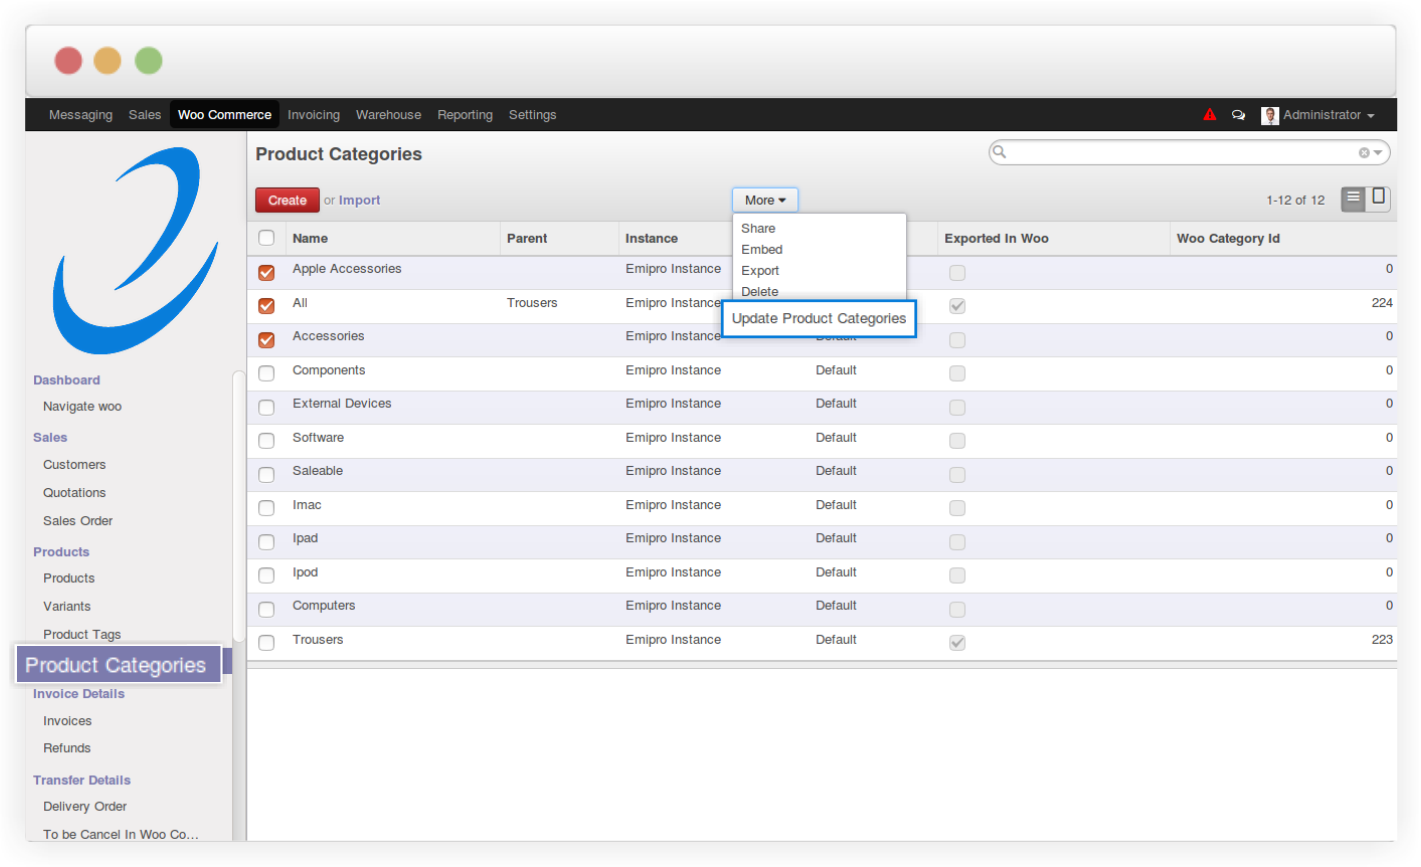 Messaging Sales Woo Commerce Invoicing Warehouse Reporting Settings Administrator
Product Categories
Create or Import More 1-12 of 12
Share
Embed
Export
Delete
Update Product Categories
Name Parent Instance Exported In Woo Woo Category Id
Apple Accessories Emipro Instance 0
All Trousers Emipro Instance 224
Accessories Emipro Instance Default 0
Components Emipro Instance Default 0
External Devices Emipro Instance Default 0
Software Emipro Instance Default 0
Saleable Emipro Instance Default 0
Imac Emipro Instance Default 0
Ipad Emipro Instance Default 0
Ipod Emipro Instance Default 0
Computers Emipro Instance Default 0
Trousers Emipro Instance Default 223
Dashboard
Navigate woo
Sales
Customers
Quotations
Sales Order
Products
Products
Variants
Product Tags
Product Categories
Invoice Details
Invoices
Refunds
Transfer Details
Delivery Order
To be Cancel In Woo Co...